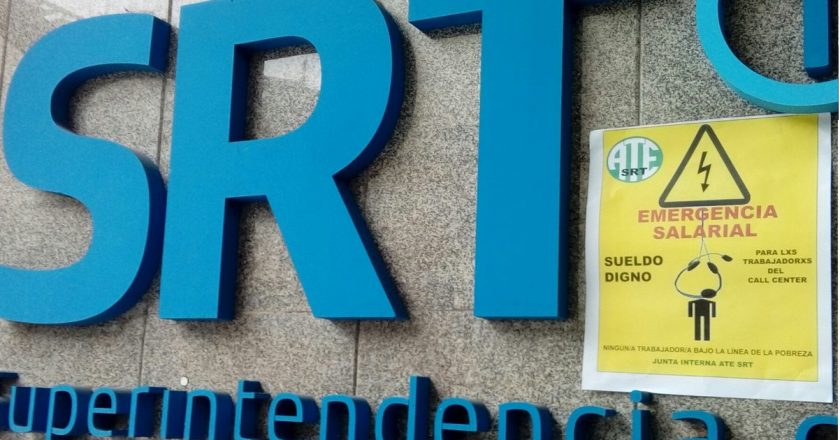 SRT
Superintendencia
ATE
SRT
EMERGENCIA
SALARIAL
SUELDO
DIGNO
PARA LXS
TRABAJADORXS
DEL
CALL CENTER
NINGUN/A TRABAJADOR/A BAJO LA LÍNEA DE LA POBREZA
JUNTA INTERNA ATE SRT